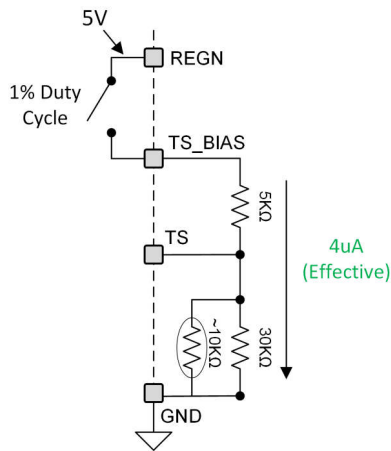 5V
REGN
1% Duty
Cycle
TS_BIAS
5KΩ
TS
4uA
(Effective)
~10KΩ
30KΩ
GND